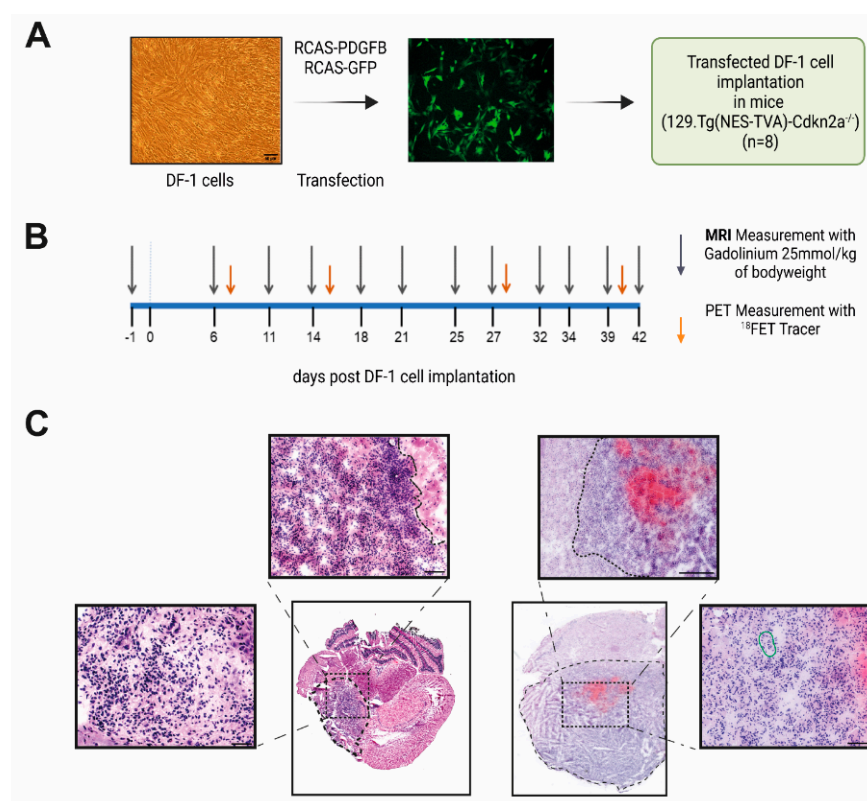 A
RCAS-PDGFB
RCAS-GFP
DF-1 cells
Transfection
Transfected DF-1 cell
implantation
in mice
(129.Tg(NES-TVA)-Cdkn2a-/-)
(n=8)
B
MRI Measurement with
Gadolinium 25mmol/kg
of bodyweight
PET Measurement with
18FET Tracer
-1 0 6 11 14 18 21 25 27 32 34 39 42
days post DF-1 cell implantation
C